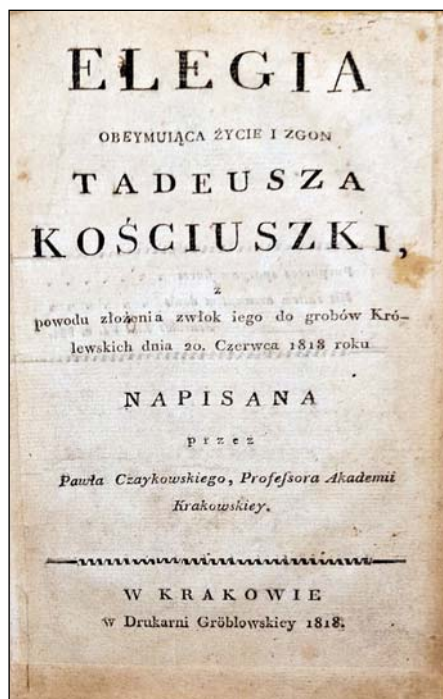 ELEGIA
OBEYMUIĄCA ŻYCIE I ZGON
TADEUSZA
KOŚCIUSZKI,
z
powodu złożenia zwłok iego do grobów Kró-
lewskich dnia 20. Czerwca 1818 roku
NAPISANA
przez
Pawła Czaykowskiego, Profeſsora Akademii
Krakowskiey.
W KRAKOWIE
w Drukarni Gröblowskiey 1818.